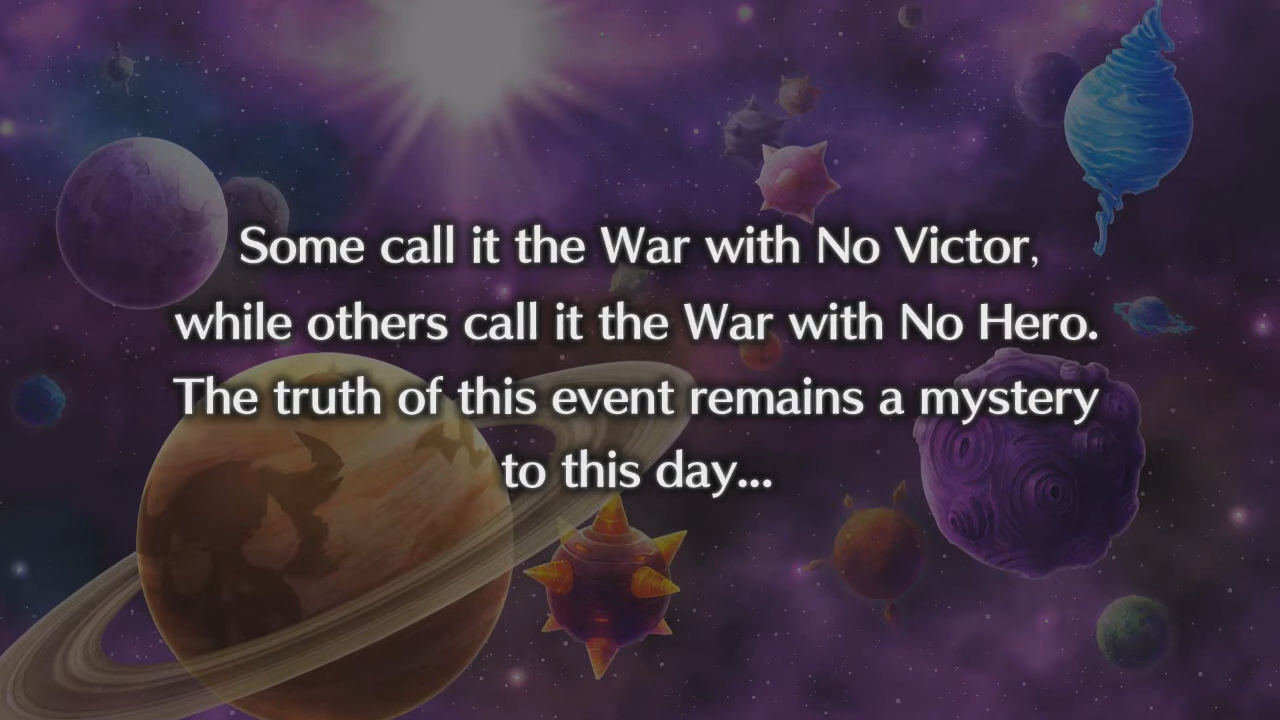 Some call it the War with No Victor,
while others call it the War with No Hero.
The truth of this event remains a mystery
to this day...